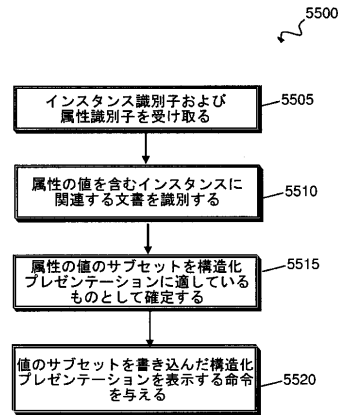 5500
インスタンス識別子および
属性識別子を受け取る
5505
属性の値を含むインスタンスに
関連する文書を識別する
5510
属性の値のサブセットを構造化
プレゼンテーションに適している
ものとして確定する
5515
値のサブセットを書き込んだ構造化
プレゼンテーションを表示する命令
を与える
5520